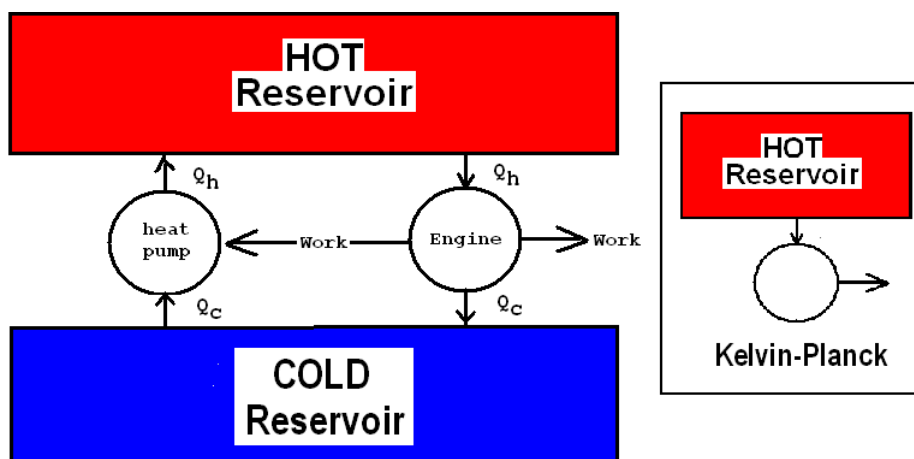 HOT
Reservoir
Qh
Qh
heat
pump
Work
Engine
Work
Qc
Qc
COLD
Reservoir
HOT
Reservoir
Kelvin-Planck